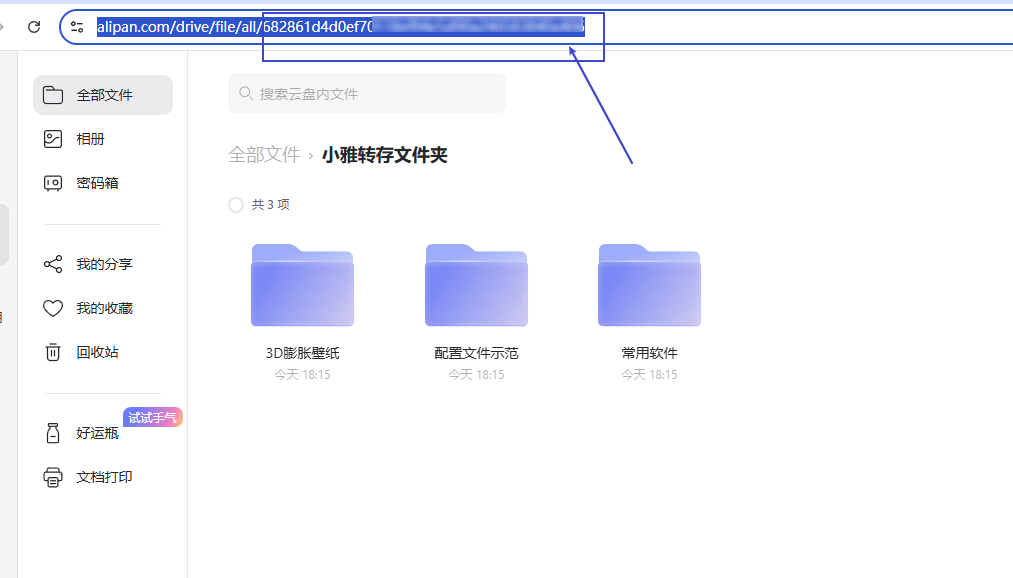 alipan.com/drive/file/all/682861d4d0ef70
全部文件
相册
密码箱
我的分享
我的收藏
回收站
试试手气
好运瓶
文档打印
搜索云盘内文件
全部文件 › 小雅转存文件夹
共 3 项
3D膨胀壁纸 配置文件示范 常用软件
今天 18:15 今天 18:15 今天 18:15